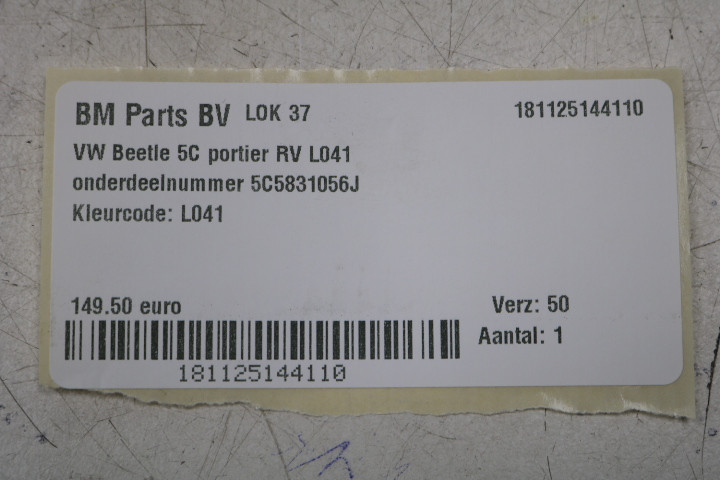 BM Parts BV LOK 37 181125144110
VW Beetle 5C portier RV L041
onderdeelnummer 5C5831056J
Kleurcode: L041
149.50 euro Verz: 50
Aantal: 1
181125144110